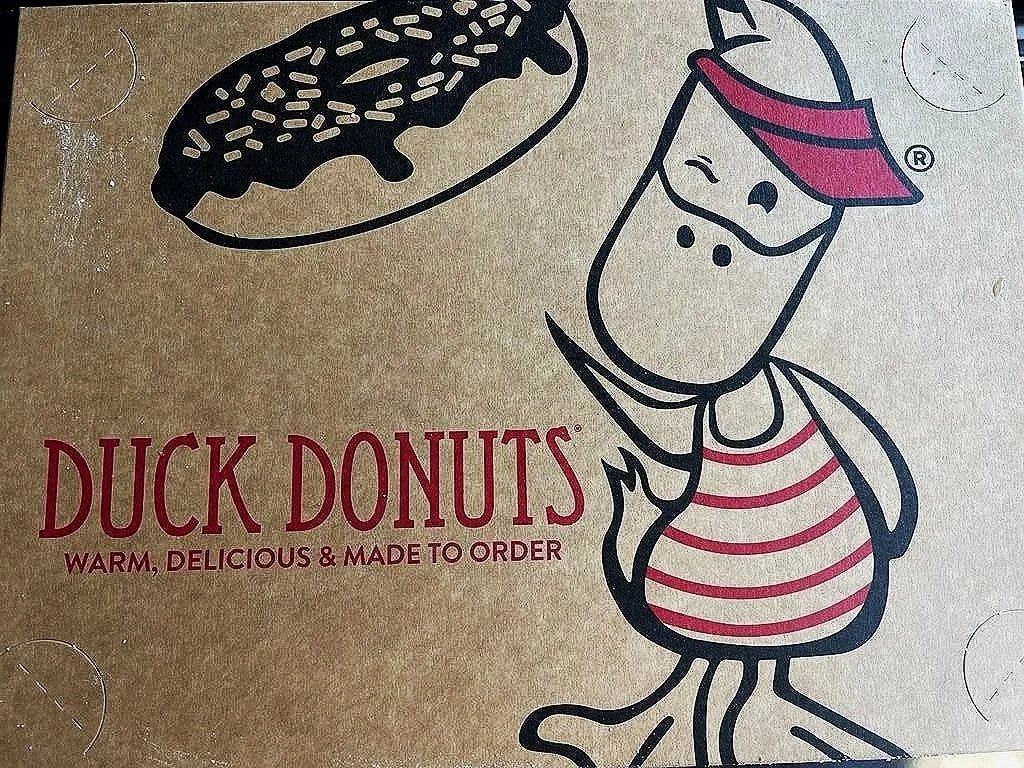 ®
DUCK DONUTS®
WARM, DELICIOUS & MADE TO ORDER